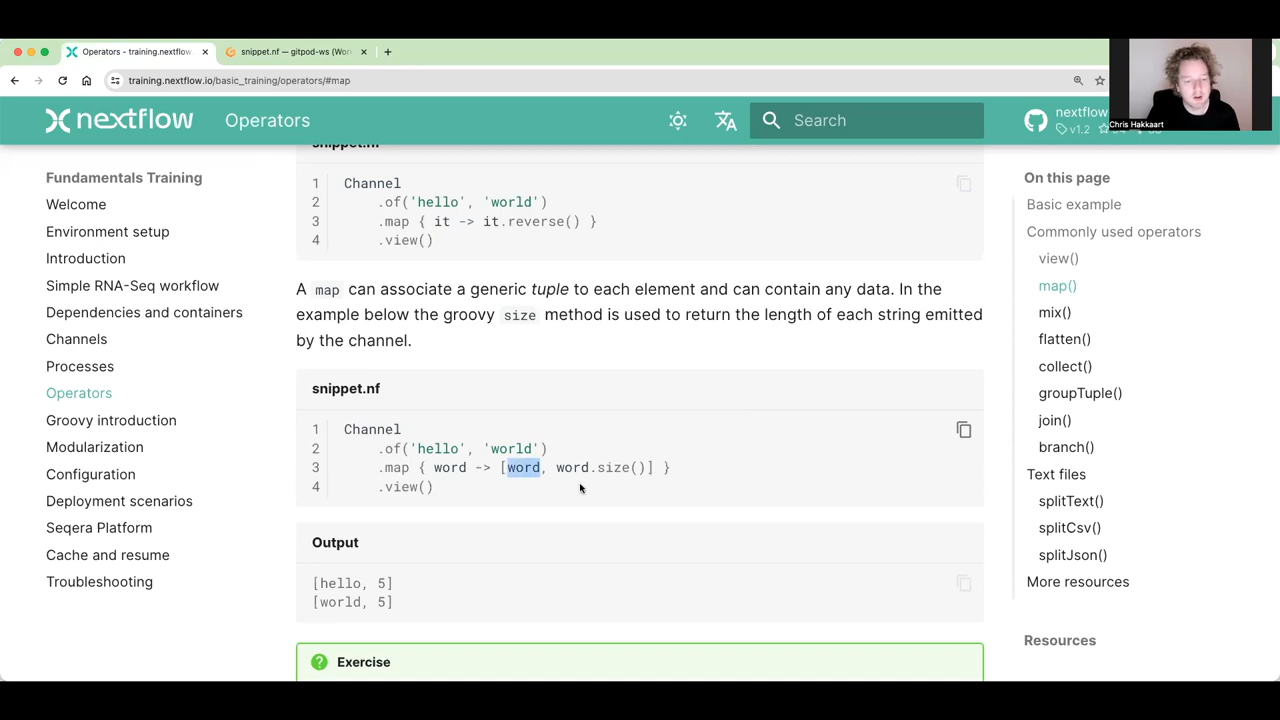 Operators - training.nextflow.
snippet.nf — gitpod-ws (Wor
training.nextflow.io/basic_training/operators/#map
nextflow
Operators
Search
nextflow
v1.2
Chris Hakkaart
Fundamentals Training
Welcome
Environment setup
Introduction
Simple RNA-Seq workflow
Dependencies and containers
Channels
Processes
Operators
Groovy introduction
Modularization
Configuration
Deployment scenarios
Seqera Platform
Cache and resume
Troubleshooting
snippet.nf
1 Channel
2 .of('hello', 'world')
3 .map { it -> it.reverse() }
4 .view()
A map can associate a generic tuple to each element and can contain any data. In the
example below the groovy size method is used to return the length of each string emitted
by the channel.
snippet.nf
1 Channel
2 .of('hello', 'world')
3 .map { word -> [word, word.size()] }
4 .view()
Output
[hello, 5]
[world, 5]
Exercise
On this page
Basic example
Commonly used operators
view()
map()
mix()
flatten()
collect()
groupTuple()
join()
branch()
Text files
splitText()
splitCsv()
splitJson()
More resources
Resources